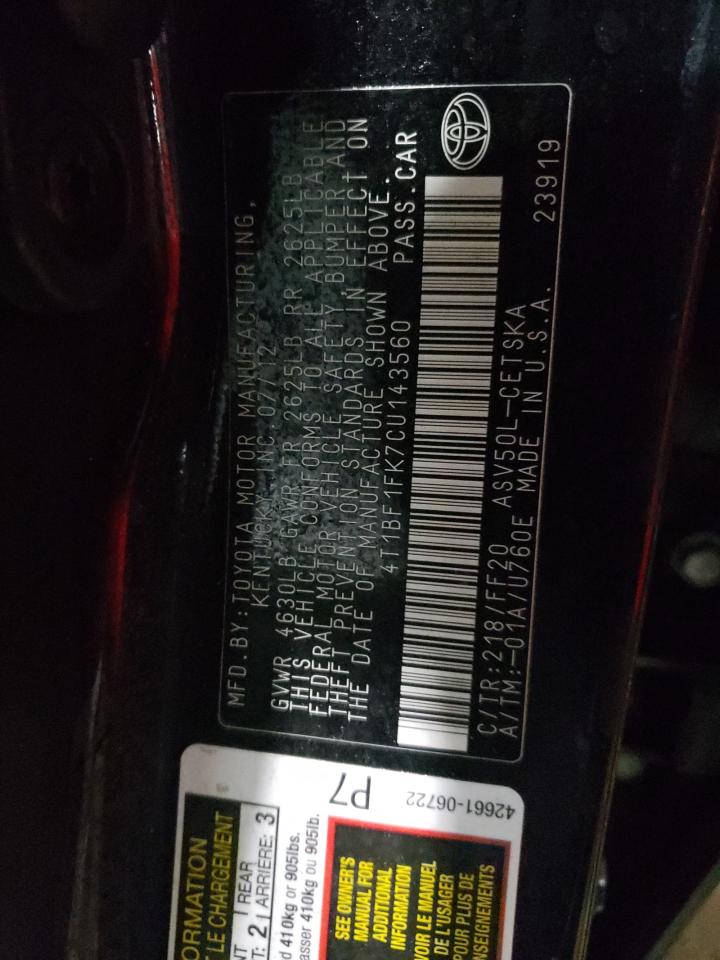 MFD. BY: TOYOTA MOTOR MANUFACTURING,
KENTUCKY, INC. 07/12
GVWR 4630LB GAWR FR 2625LB RR 2625LB
THIS VEHICLE CONFORMS TO ALL APPLICABLE
FEDERAL MOTOR VEHICLE SAFETY BUMPER AND
THEFT PREVENTION STANDARDS IN EFFECT ON
THE DATE OF MANUFACTURE SHOWN ABOVE.
4T1BF1FK7CU143560 PASS.CAR
C/TR:218/FF20 ASV50L-CETSKA
A/TM:-01A/U760E MADE IN U.S.A. 23919
ORMATION
T LE CHARGEMENT
NT REAR
T: 2 ARRIÈRE: 3
d 410kg or 905lbs.
asser 410kg ou 905lb.
P7
42661-06722
SEE OWNER'S
MANUAL FOR
ADDITIONAL
INFORMATION
VOIR LE MANUEL
DE L'USAGER
POUR PLUS DE
NSEIGNEMENTS